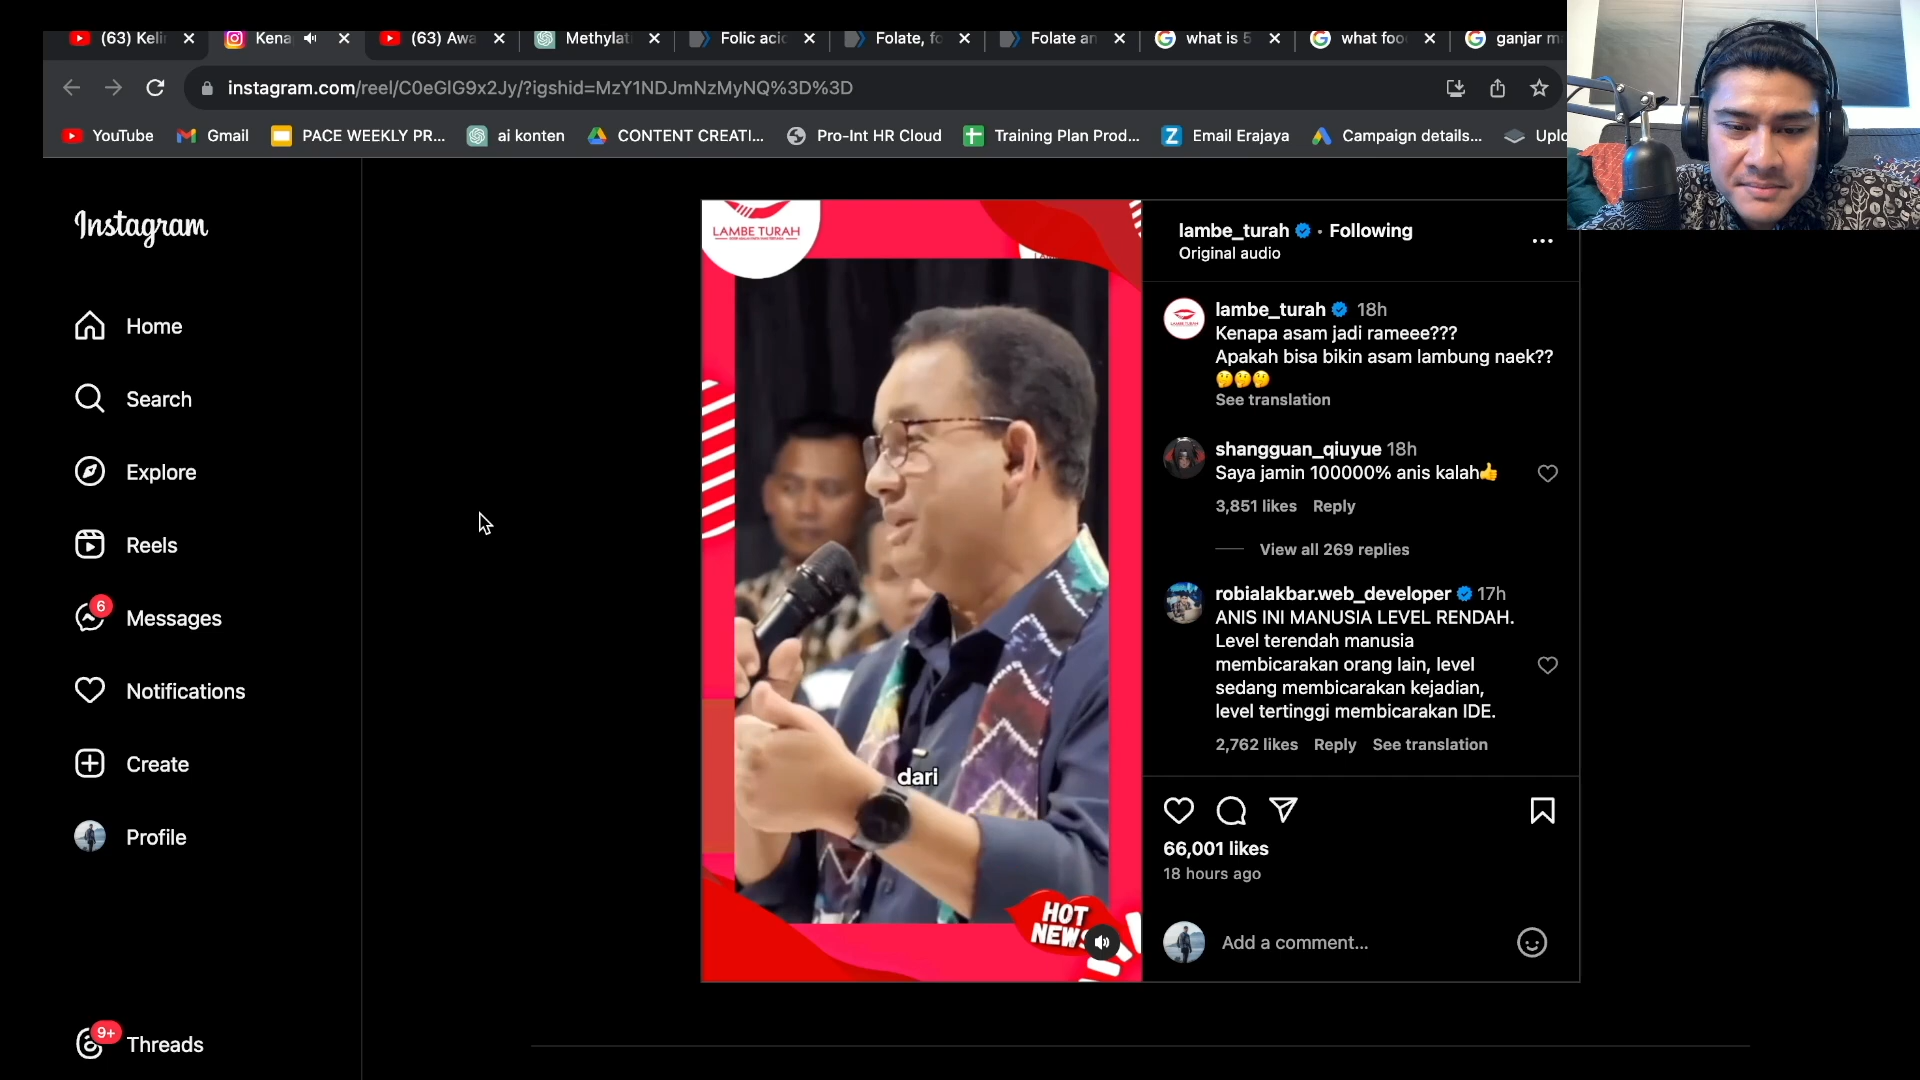 (63) Keli
Kena
(63) Awa
Methylat
Folic acid
Folate, fo
Folate an
what is 5
what foo
ganjar m
instagram.com/reel/C0eGlG9x2Jy/?igshid=MzY1NDJmNzMyNQ%3D%3D
YouTube
Gmail
PACE WEEKLY PR...
ai konten
CONTENT CREATI...
Pro-Int HR Cloud
Training Plan Prod...
Email Erajaya
Campaign details...
Uplo
Instagram
Home
Search
Explore
Reels
6
Messages
Notifications
Create
Profile
9+
Threads
LAMBE TURAH
dari
HOT
NEWS
lambe_turah • Following
Original audio
lambe_turah 18h
Kenapa asam jadi rameee???
Apakah bisa bikin asam lambung naek??
🤔🤔🤔
See translation
shangguan_qiuyue 18h
Saya jamin 100000% anis kalah👍
3,851 likes Reply
View all 269 replies
robialakbar.web_developer 17h
ANIS INI MANUSIA LEVEL RENDAH.
Level terendah manusia
membicarakan orang lain, level
sedang membicarakan kejadian,
level tertinggi membicarakan IDE.
2,762 likes Reply See translation
66,001 likes
18 hours ago
Add a comment...